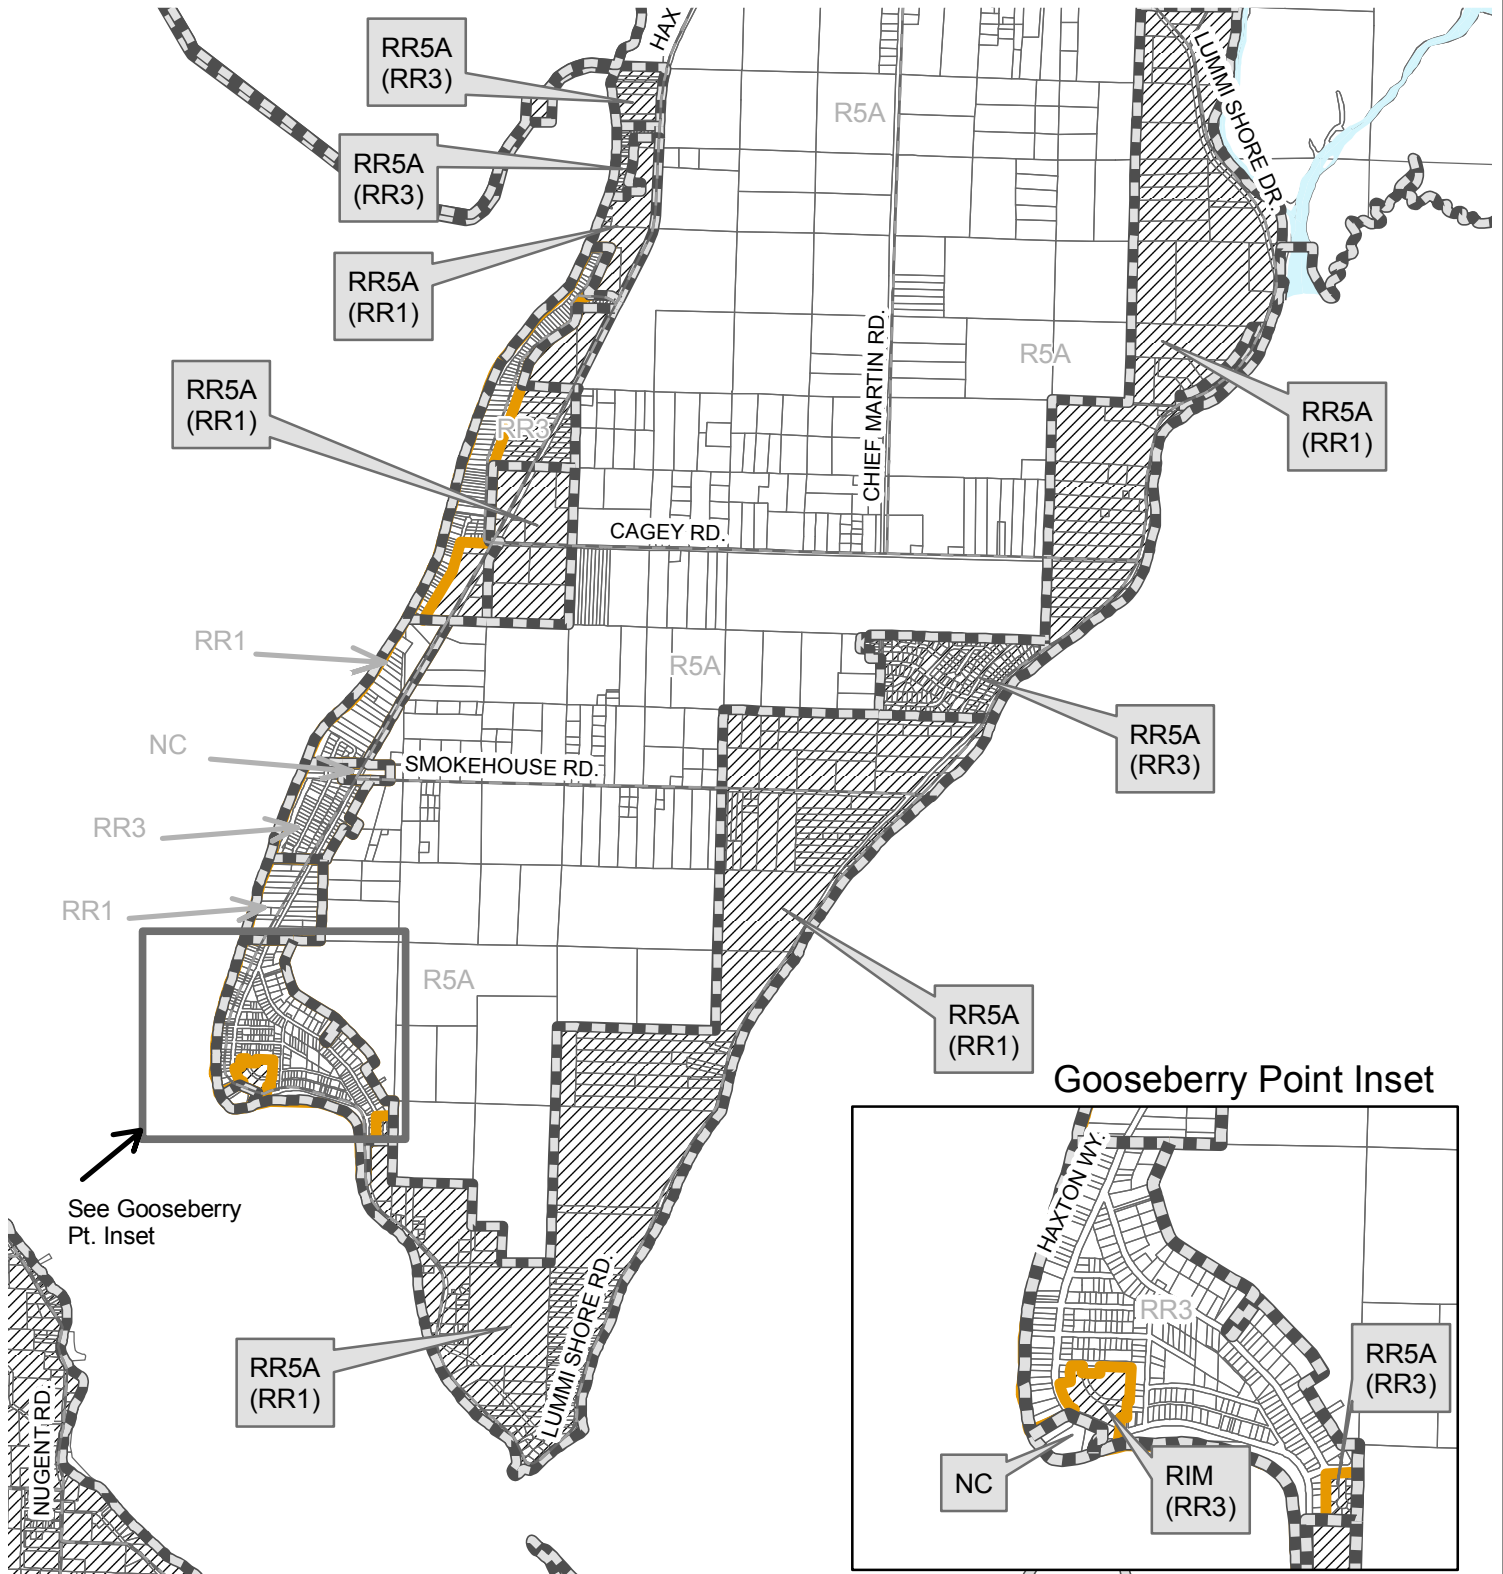 HAX
RR5A
(RR3)
LUMMI SHORE DR.
R5A
RR5A
(RR3)
RR5A
(RR1)
CHIEF MARTIN RD.
R5A
RR5A
(RR1)
RR5A
(RR1)
RR3
CAGEY RD.
RR1
R5A
RR5A
(RR3)
NC
SMOKEHOUSE RD.
RR3
RR1
R5A
RR5A
(RR1)
Gooseberry Point Inset
See Gooseberry
Pt. Inset
HAXTON WY.
RR3
RR5A
(RR3)
NC
RIM
(RR3)
LUMMI SHORE RD.
RR5A
(RR1)
NUGENT RD.